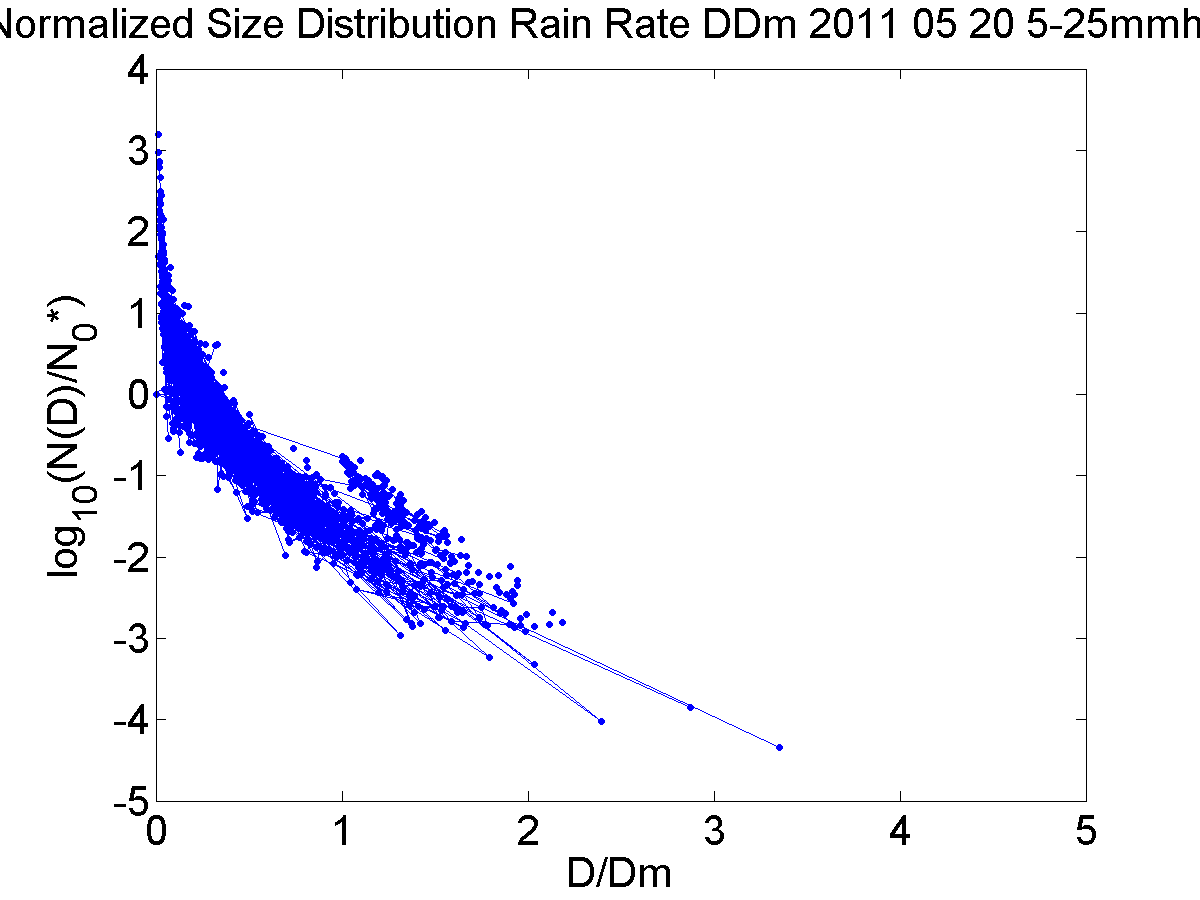 Normalized Size Distribution Rain Rate DDm 2011 05 20 5-25mmh
4
3
2
1
0
-1
-2
-3
-4
-5
log10(N(D)/N0*)
0 1 2 3 4 5
D/Dm